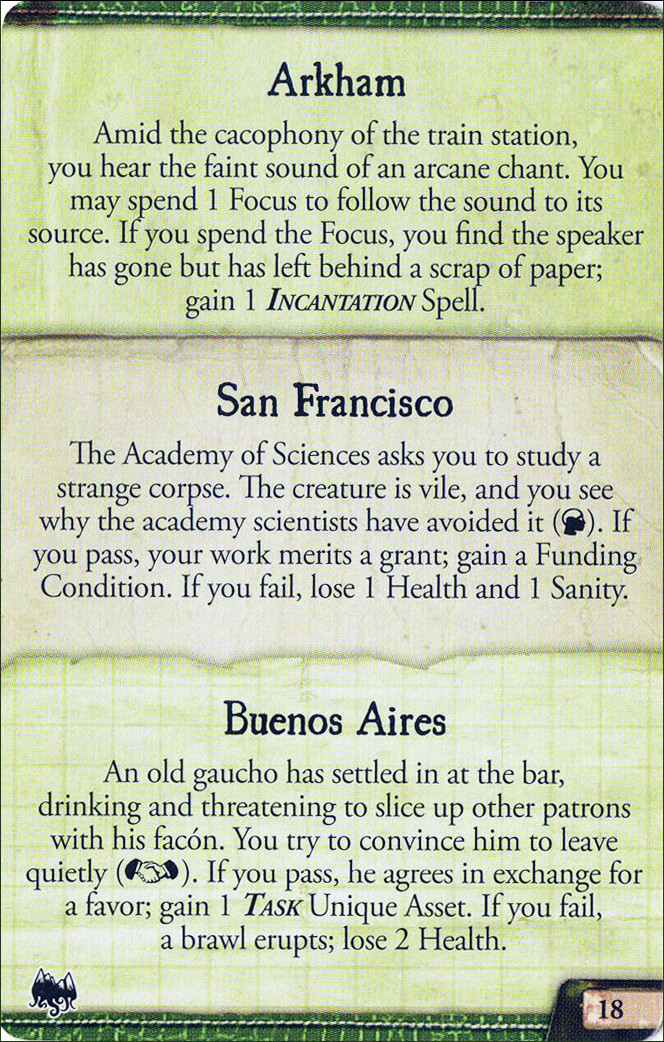 Arkham
Amid the cacophony of the train station,
you hear the faint sound of an arcane chant. You
may spend 1 Focus to follow the sound to its
source. If you spend the Focus, you find the speaker
has gone but has left behind a scrap of paper;
gain 1 INCANTATION Spell.
San Francisco
The Academy of Sciences asks you to study a
strange corpse. The creature is vile, and you see
why the academy scientists have avoided it ( ). If
you pass, your work merits a grant; gain a Funding
Condition. If you fail, lose 1 Health and 1 Sanity.
Buenos Aires
An old gaucho has settled in at the bar,
drinking and threatening to slice up other patrons
with his facón. You try to convince him to leave
quietly ( ). If you pass, he agrees in exchange for
a favor; gain 1 TASK Unique Asset. If you fail,
a brawl erupts; lose 2 Health.
18